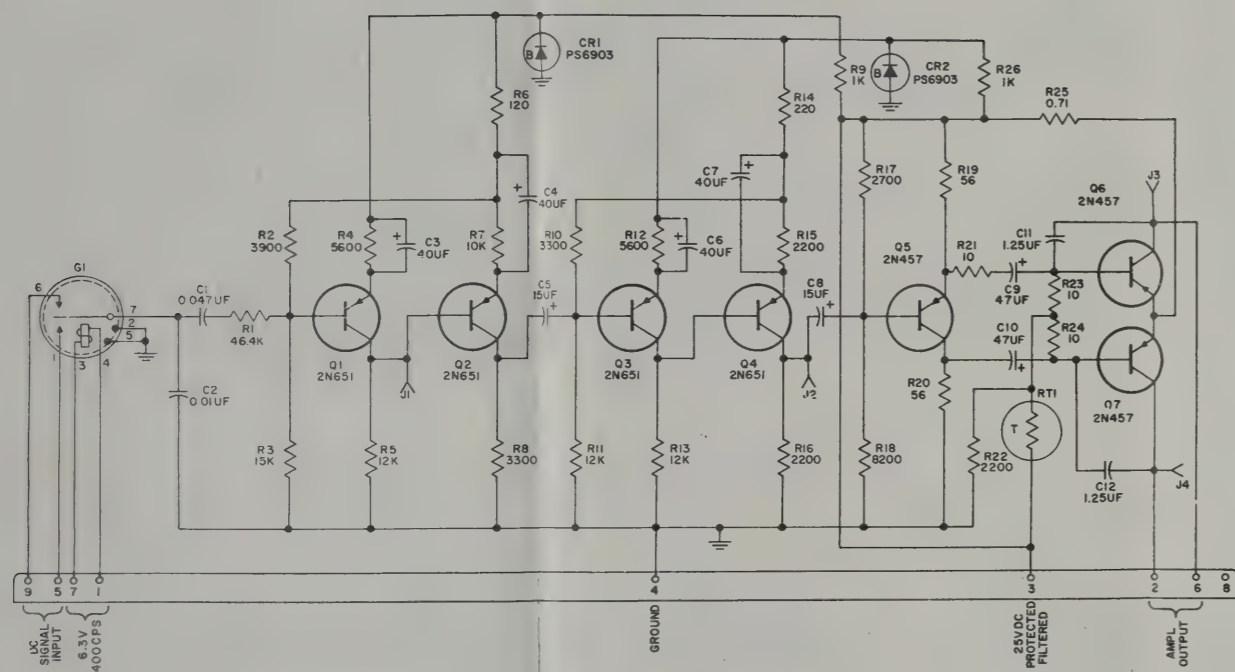 CR1
PS6903
B
CR2
PS6903
B
R9
1K
R26
1K
R6
120
R14
220
R25
0.71
C4
40UF
C7
40UF
R17
2700
R19
56
Q6
2N457
J3
R2
3900
R4
5600
C3
40UF
R7
10K
R10
3300
R12
5600
C6
40UF
R15
2200
Q5
2N457
R21
10
C11
1.25UF
C9
47UF
R23
10
G1
6
7
2
5
1
3
4
C1
0.047UF
R1
46.4K
C5
15UF
C8
15UF
R24
10
C10
47UF
Q1
2N651
Q2
2N651
Q3
2N651
Q4
2N651
J1
J2
C2
0.01UF
R20
56
RT1
T
Q7
2N457
R3
15K
R5
12K
R8
3300
R11
12K
R13
12K
R16
2200
R18
8200
R22
2200
C12
1.25UF
J4
9
5
7
1
4
3
2
6
8
DC
SIGNAL
INPUT
6.3V
400CPS
GROUND
25VDC
PROTECTED
FILTERED
AMPL
OUTPUT